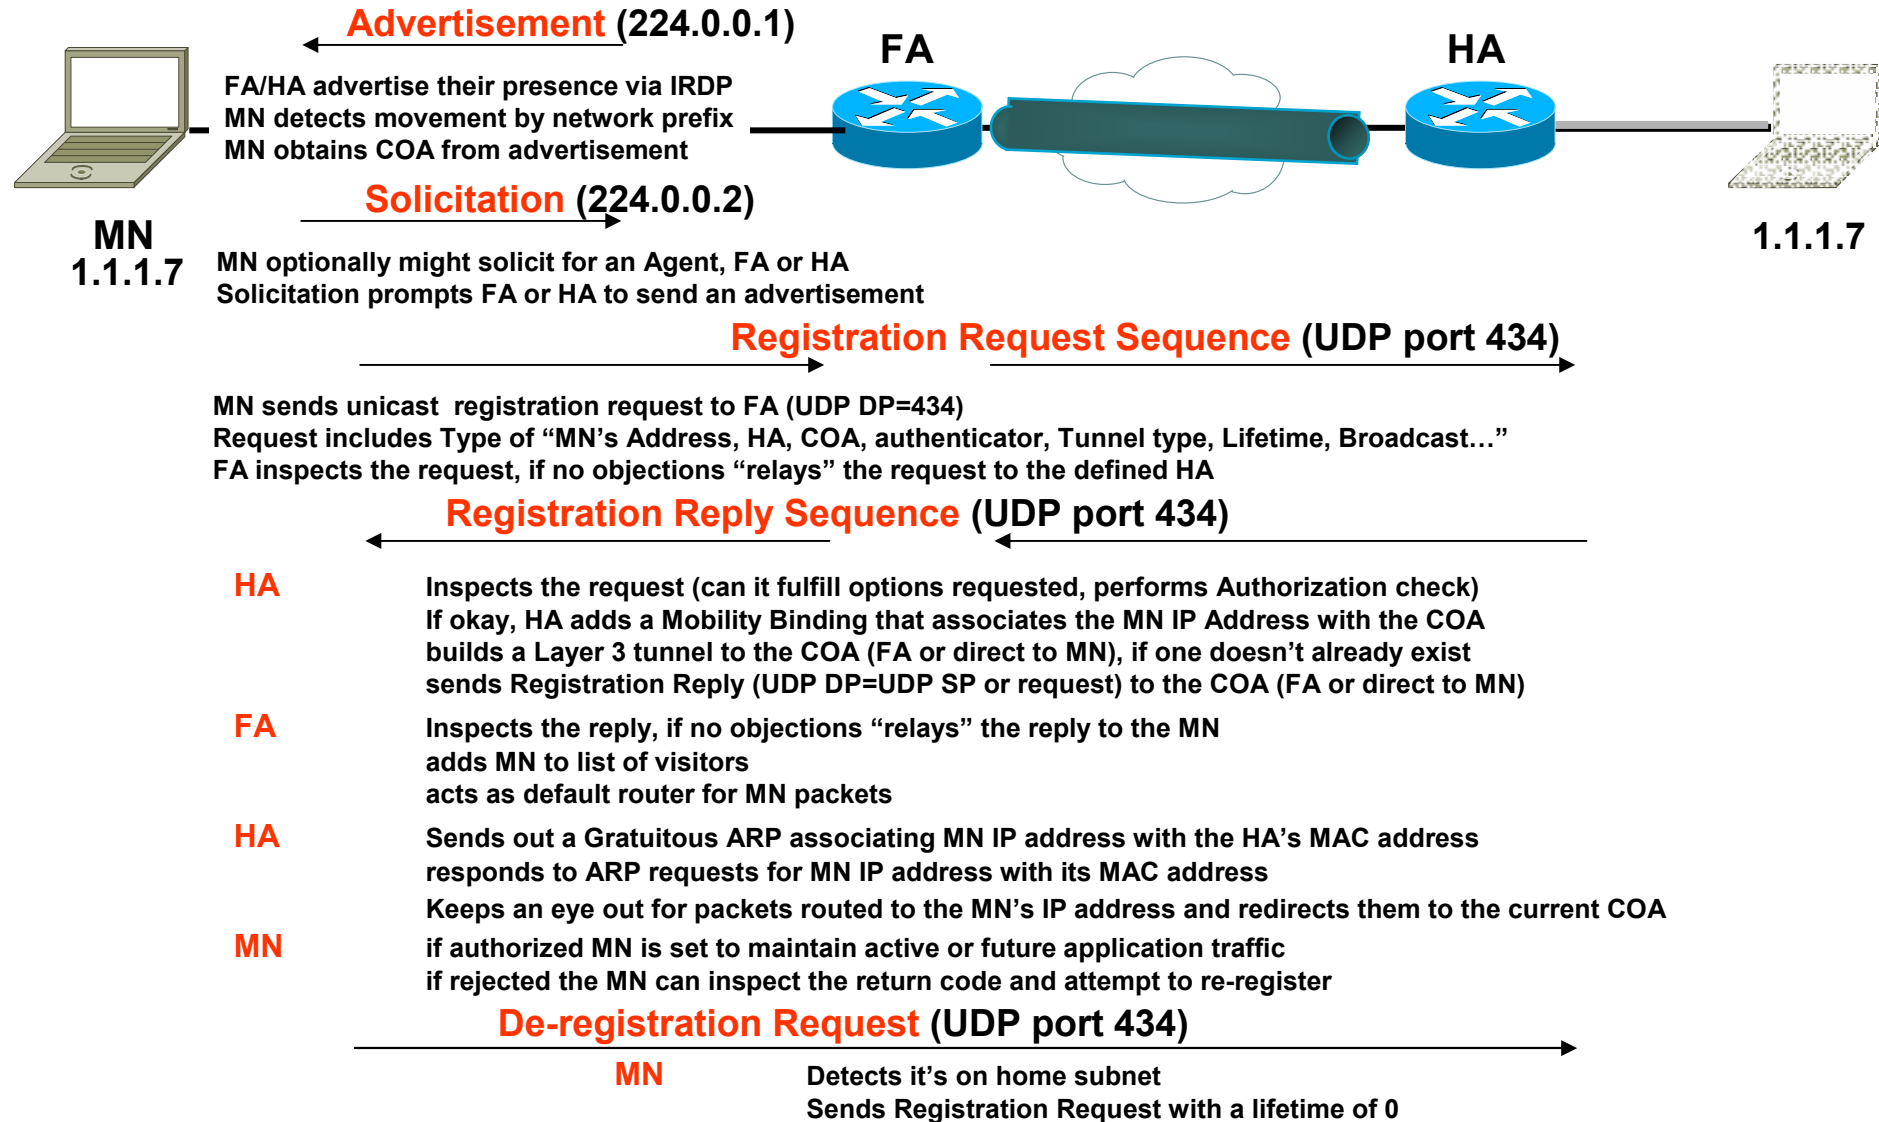 Advertisement (224.0.0.1)
FA
HA
FA/HA advertise their presence via IRDP
MN detects movement by network prefix
MN obtains COA from advertisement
Solicitation (224.0.0.2)
MN
1.1.1.7
1.1.1.7
MN optionally might solicit for an Agent, FA or HA
Solicitation prompts FA or HA to send an advertisement
Registration Request Sequence (UDP port 434)
MN sends unicast registration request to FA (UDP DP=434)
Request includes Type of “MN’s Address, HA, COA, authenticator, Tunnel type, Lifetime, Broadcast…”
FA inspects the request, if no objections “relays” the request to the defined HA
Registration Reply Sequence (UDP port 434)
HA Inspects the request (can it fulfill options requested, performs Authorization check)
If okay, HA adds a Mobility Binding that associates the MN IP Address with the COA
builds a Layer 3 tunnel to the COA (FA or direct to MN), if one doesn’t already exist
sends Registration Reply (UDP DP=UDP SP or request) to the COA (FA or direct to MN)
FA Inspects the reply, if no objections “relays” the reply to the MN
adds MN to list of visitors
acts as default router for MN packets
HA Sends out a Gratuitous ARP associating MN IP address with the HA’s MAC address
responds to ARP requests for MN IP address with its MAC address
Keeps an eye out for packets routed to the MN’s IP address and redirects them to the current COA
MN if authorized MN is set to maintain active or future application traffic
if rejected the MN can inspect the return code and attempt to re-register
De-registration Request (UDP port 434)
MN Detects it’s on home subnet
Sends Registration Request with a lifetime of 0